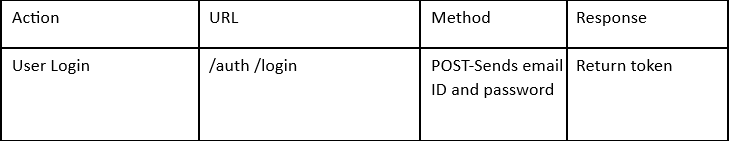 Action URL Method Response
User Login /auth /login POST-Sends email Return token
ID and password